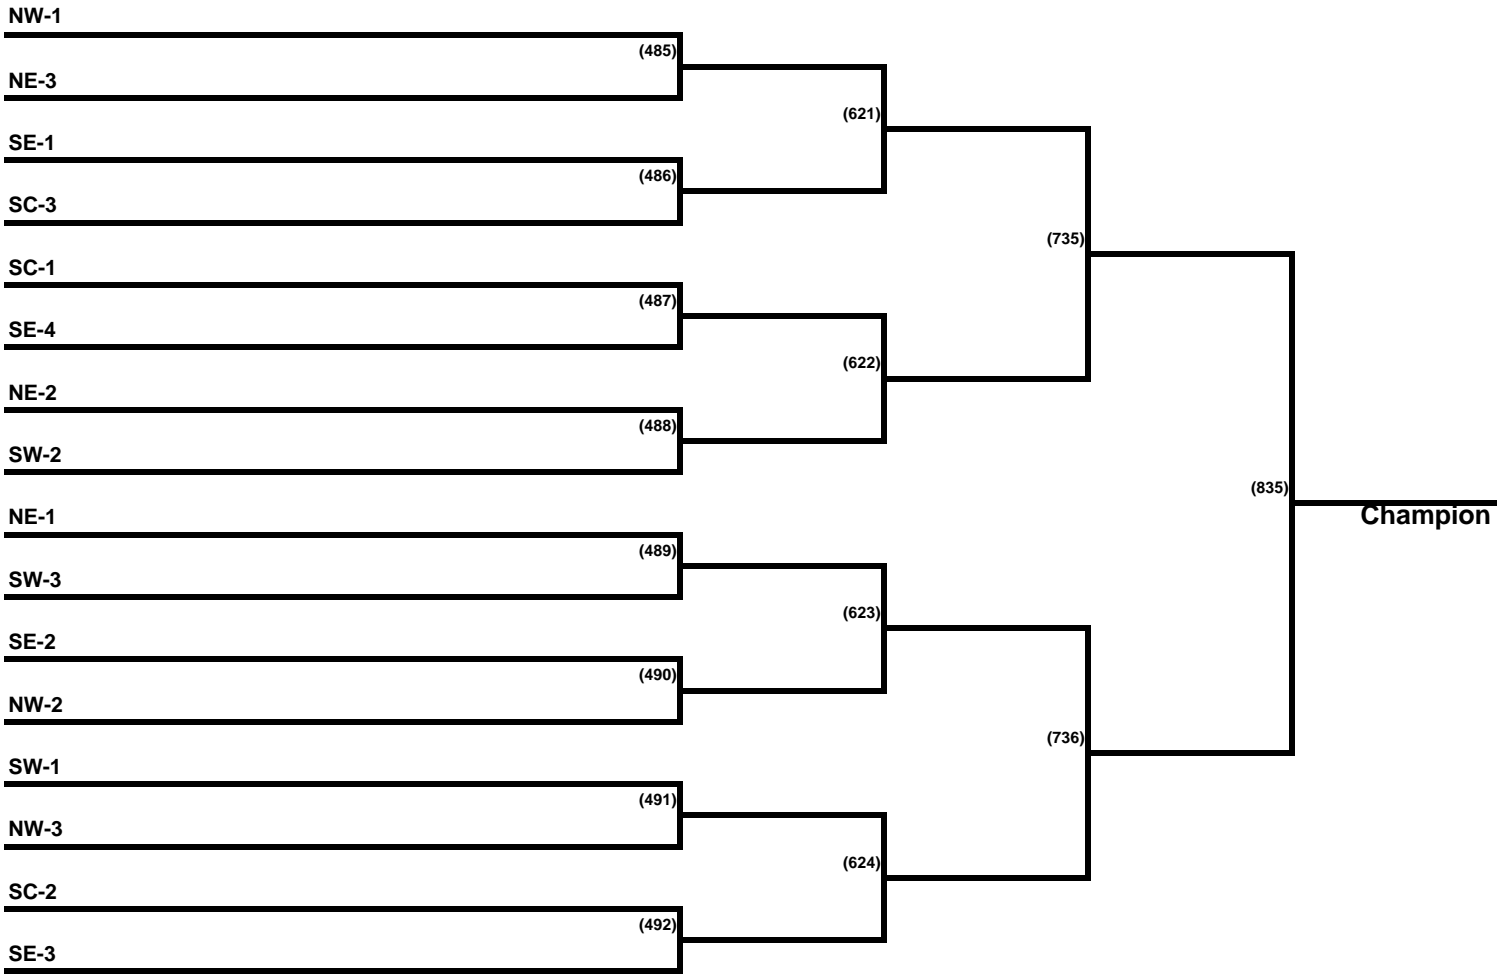 NW-1
(485)
NE-3
(621)
SE-1
(486)
SC-3
(735)
SC-1
(487)
SE-4
(622)
NE-2
(488)
SW-2
(835)
Champion
NE-1
(489)
SW-3
(623)
SE-2
(490)
NW-2
(736)
SW-1
(491)
NW-3
(624)
SC-2
(492)
SE-3